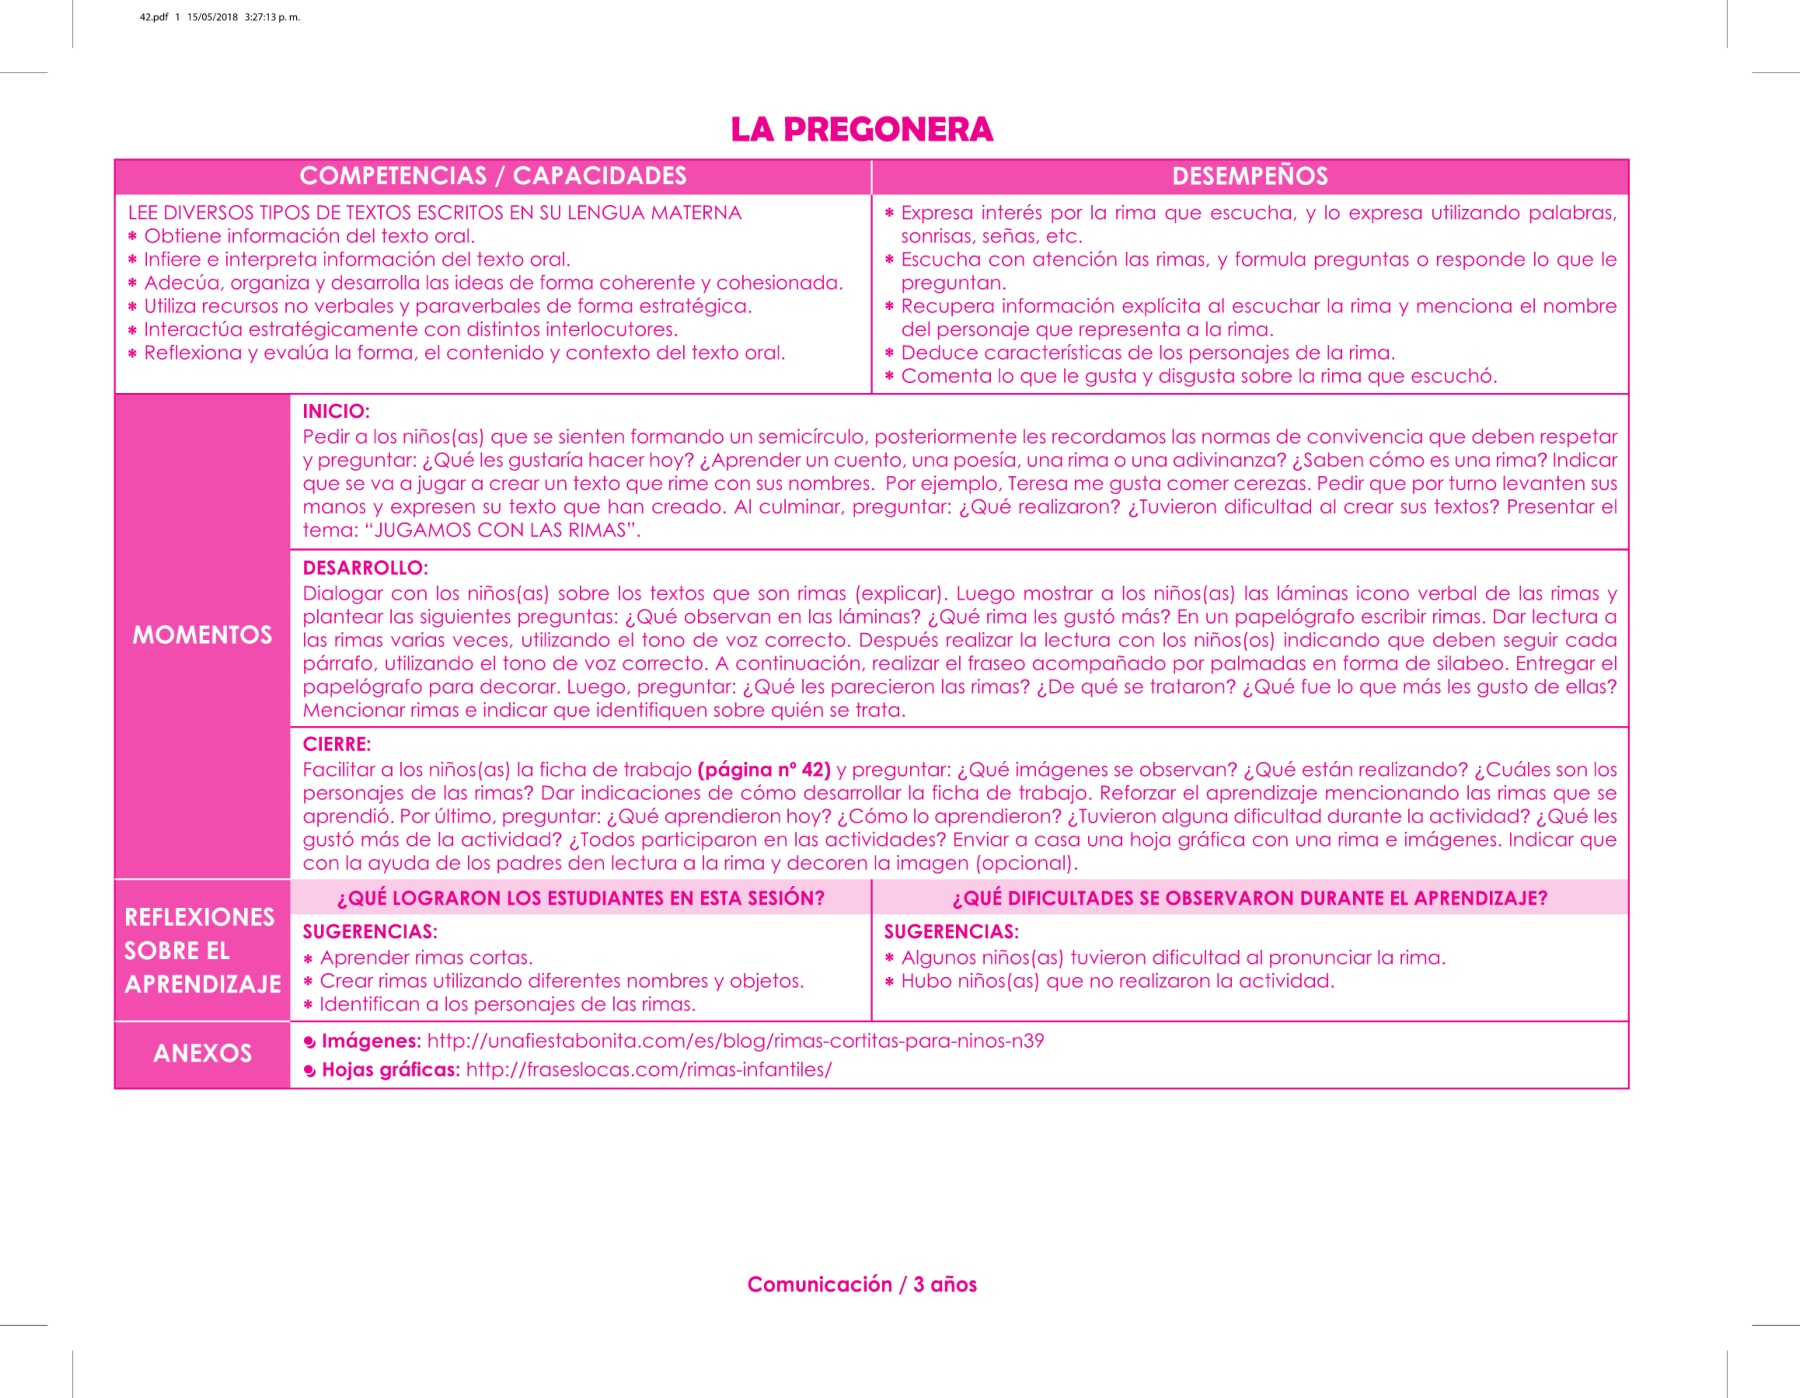 42.pdf 1 15/05/2018 3:27:13 p. m.
LA PREGONERA
COMPETENCIAS / CAPACIDADES
LEE DIVERSOS TIPOS DE TEXTOS ESCRITOS EN SU LENGUA MATERNA
* Obtiene información del texto oral.
* Infiere e interpreta información del texto oral.
* Adecúa, organiza y desarrolla las ideas de forma coherente y cohesionada.
* Utiliza recursos no verbales y paraverbales de forma estratégica.
* Interactúa estratégicamente con distintos interlocutores.
* Reflexiona y evalúa la forma, el contenido y contexto del texto oral.
DESEMPEÑOS
* Expresa interés por la rima que escucha, y lo expresa utilizando palabras,
sonrisas, señas, etc.
* Escucha con atención las rimas, y formula preguntas o responde lo que le
preguntan.
* Recupera información explícita al escuchar la rima y menciona el nombre
del personaje que representa a la rima.
* Deduce características de los personajes de la rima.
* Comenta lo que le gusta y disgusta sobre la rima que escuchó.
MOMENTOS
INICIO:
Pedir a los niños(as) que se sienten formando un semicírculo, posteriormente les recordamos las normas de convivencia que deben respetar
y preguntar: ¿Qué les gustaría hacer hoy? ¿Aprender un cuento, una poesía, una rima o una adivinanza? ¿Saben cómo es una rima? Indicar
que se va a jugar a crear un texto que rime con sus nombres. Por ejemplo, Teresa me gusta comer cerezas. Pedir que por turno levanten sus
manos y expresen su texto que han creado. Al culminar, preguntar: ¿Qué realizaron? ¿Tuvieron dificultad al crear sus textos? Presentar el
tema: “JUGAMOS CON LAS RIMAS”.
DESARROLLO:
Dialogar con los niños(as) sobre los textos que son rimas (explicar). Luego mostrar a los niños(as) las láminas icono verbal de las rimas y
plantear las siguientes preguntas: ¿Qué observan en las láminas? ¿Qué rima les gustó más? En un papelógrafo escribir rimas. Dar lectura a
las rimas varias veces, utilizando el tono de voz correcto. Después realizar la lectura con los niños(os) indicando que deben seguir cada
párrafo, utilizando el tono de voz correcto. A continuación, realizar el fraseo acompañado por palmadas en forma de silabeo. Entregar el
papelógrafo para decorar. Luego, preguntar: ¿Qué les parecieron las rimas? ¿De qué se trataron? ¿Qué fue lo que más les gusto de ellas?
Mencionar rimas e indicar que identifiquen sobre quién se trata.
CIERRE:
Facilitar a los niños(as) la ficha de trabajo (página nº 42) y preguntar: ¿Qué imágenes se observan? ¿Qué están realizando? ¿Cuáles son los
personajes de las rimas? Dar indicaciones de cómo desarrollar la ficha de trabajo. Reforzar el aprendizaje mencionando las rimas que se
aprendió. Por último, preguntar: ¿Qué aprendieron hoy? ¿Cómo lo aprendieron? ¿Tuvieron alguna dificultad durante la actividad? ¿Qué les
gustó más de la actividad? ¿Todos participaron en las actividades? Enviar a casa una hoja gráfica con una rima e imágenes. Indicar que
con la ayuda de los padres den lectura a la rima y decoren la imagen (opcional).
REFLEXIONES
SOBRE EL
APRENDIZAJE
¿QUÉ LOGRARON LOS ESTUDIANTES EN ESTA SESIÓN?
SUGERENCIAS:
* Aprender rimas cortas.
* Crear rimas utilizando diferentes nombres y objetos.
* Identifican a los personajes de las rimas.
¿QUÉ DIFICULTADES SE OBSERVARON DURANTE EL APRENDIZAJE?
SUGERENCIAS:
* Algunos niños(as) tuvieron dificultad al pronunciar la rima.
* Hubo niños(as) que no realizaron la actividad.
ANEXOS
Imágenes: http://unafiestabonita.com/es/blog/rimas-cortitas-para-ninos-n39
Hojas gráficas: http://fraseslocas.com/rimas-infantiles/
Comunicación / 3 años